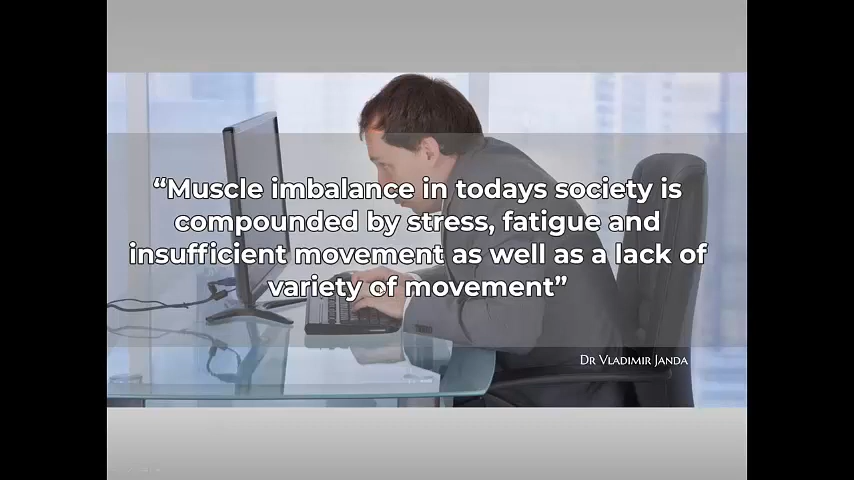 “Muscle imbalance in todays society is
compounded by stress, fatigue and
insufficient movement as well as a lack of
variety of movement”
Dr Vladimir Janda